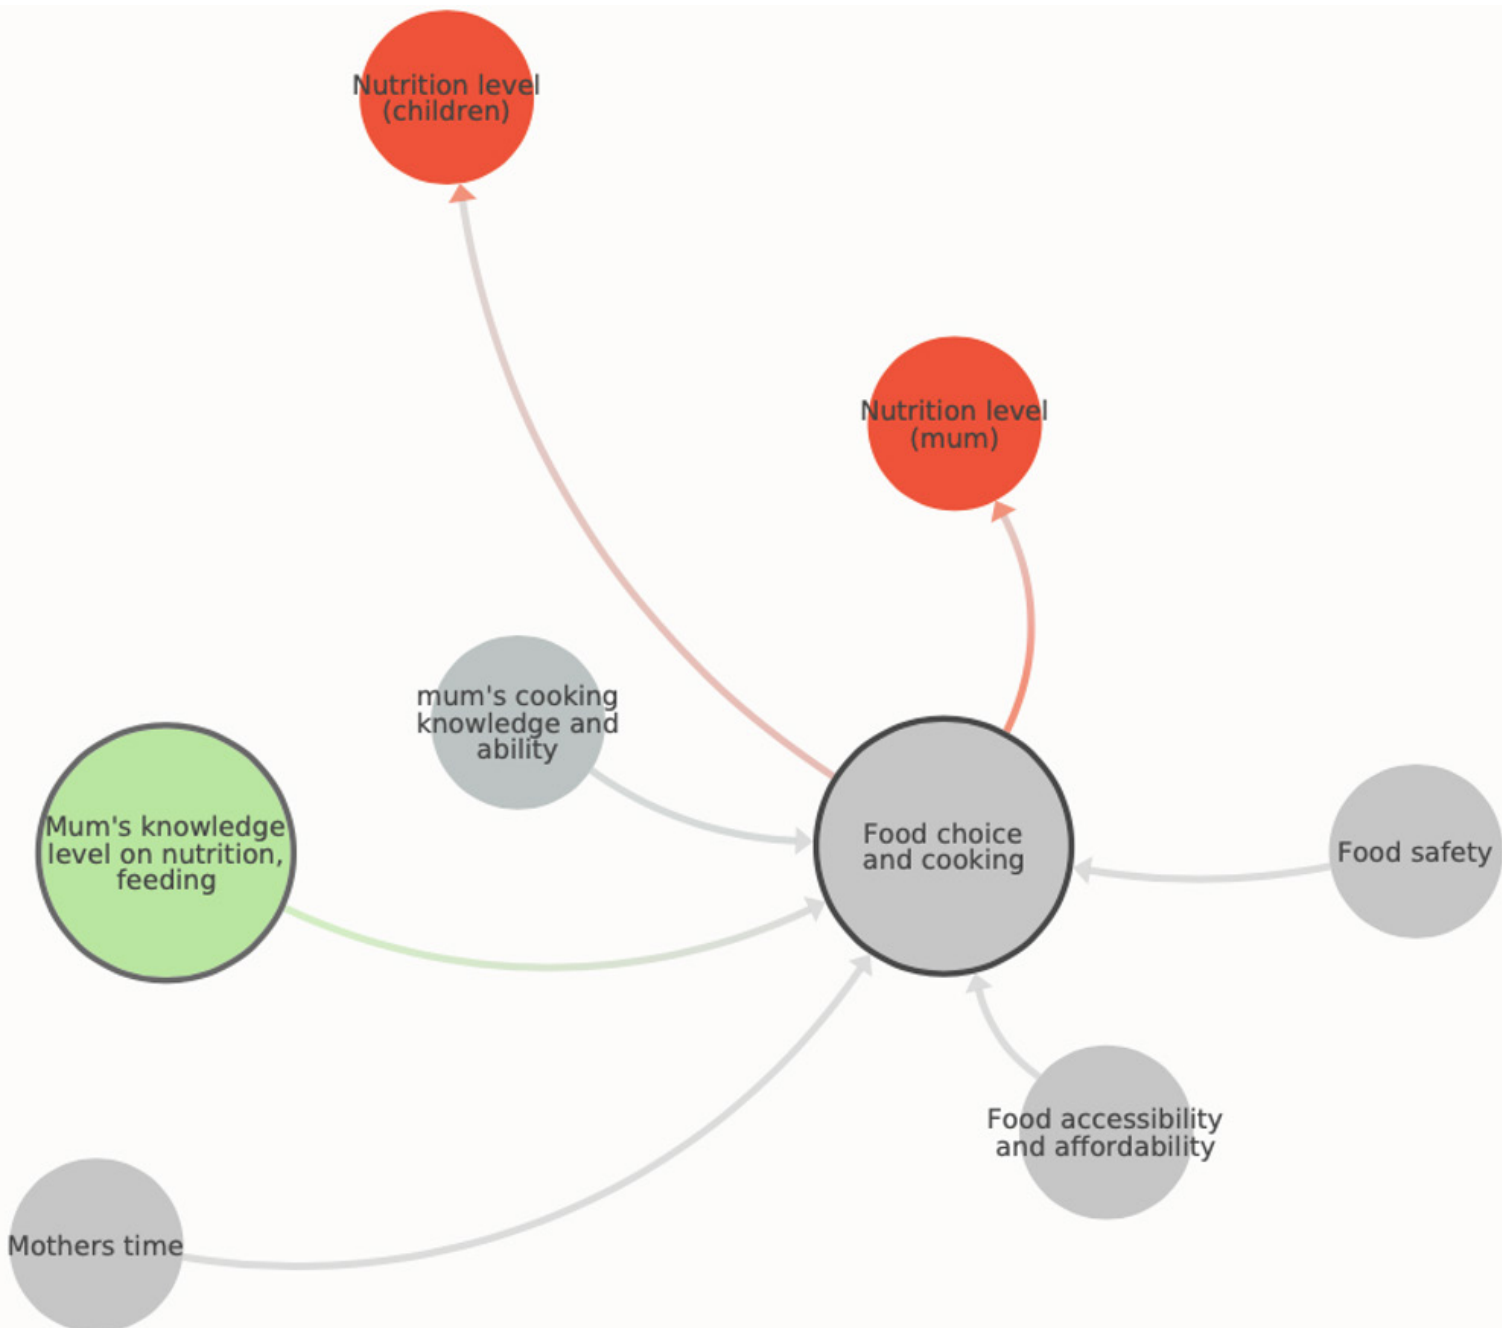 Nutrition level
(children)
Nutrition level
(mum)
mum's cooking
knowledge and
ability
Mum's knowledge
level on nutrition,
feeding
Food choice
and cooking
Food safety
Food accessibility
and affordability
Mothers time